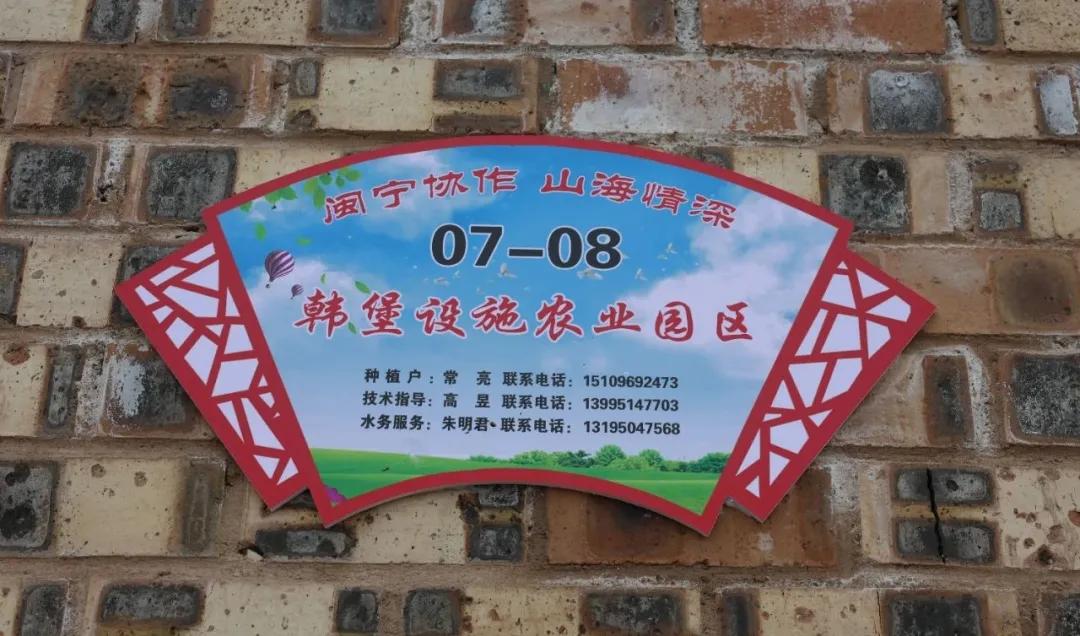 闽宁协作 山海情深
07-08
韩堡设施农业园区
种植户：常 亮 联系电话：15109692473
技术指导：高 昱 联系电话：13995147703
水务服务：朱明君 联系电话：13195047568